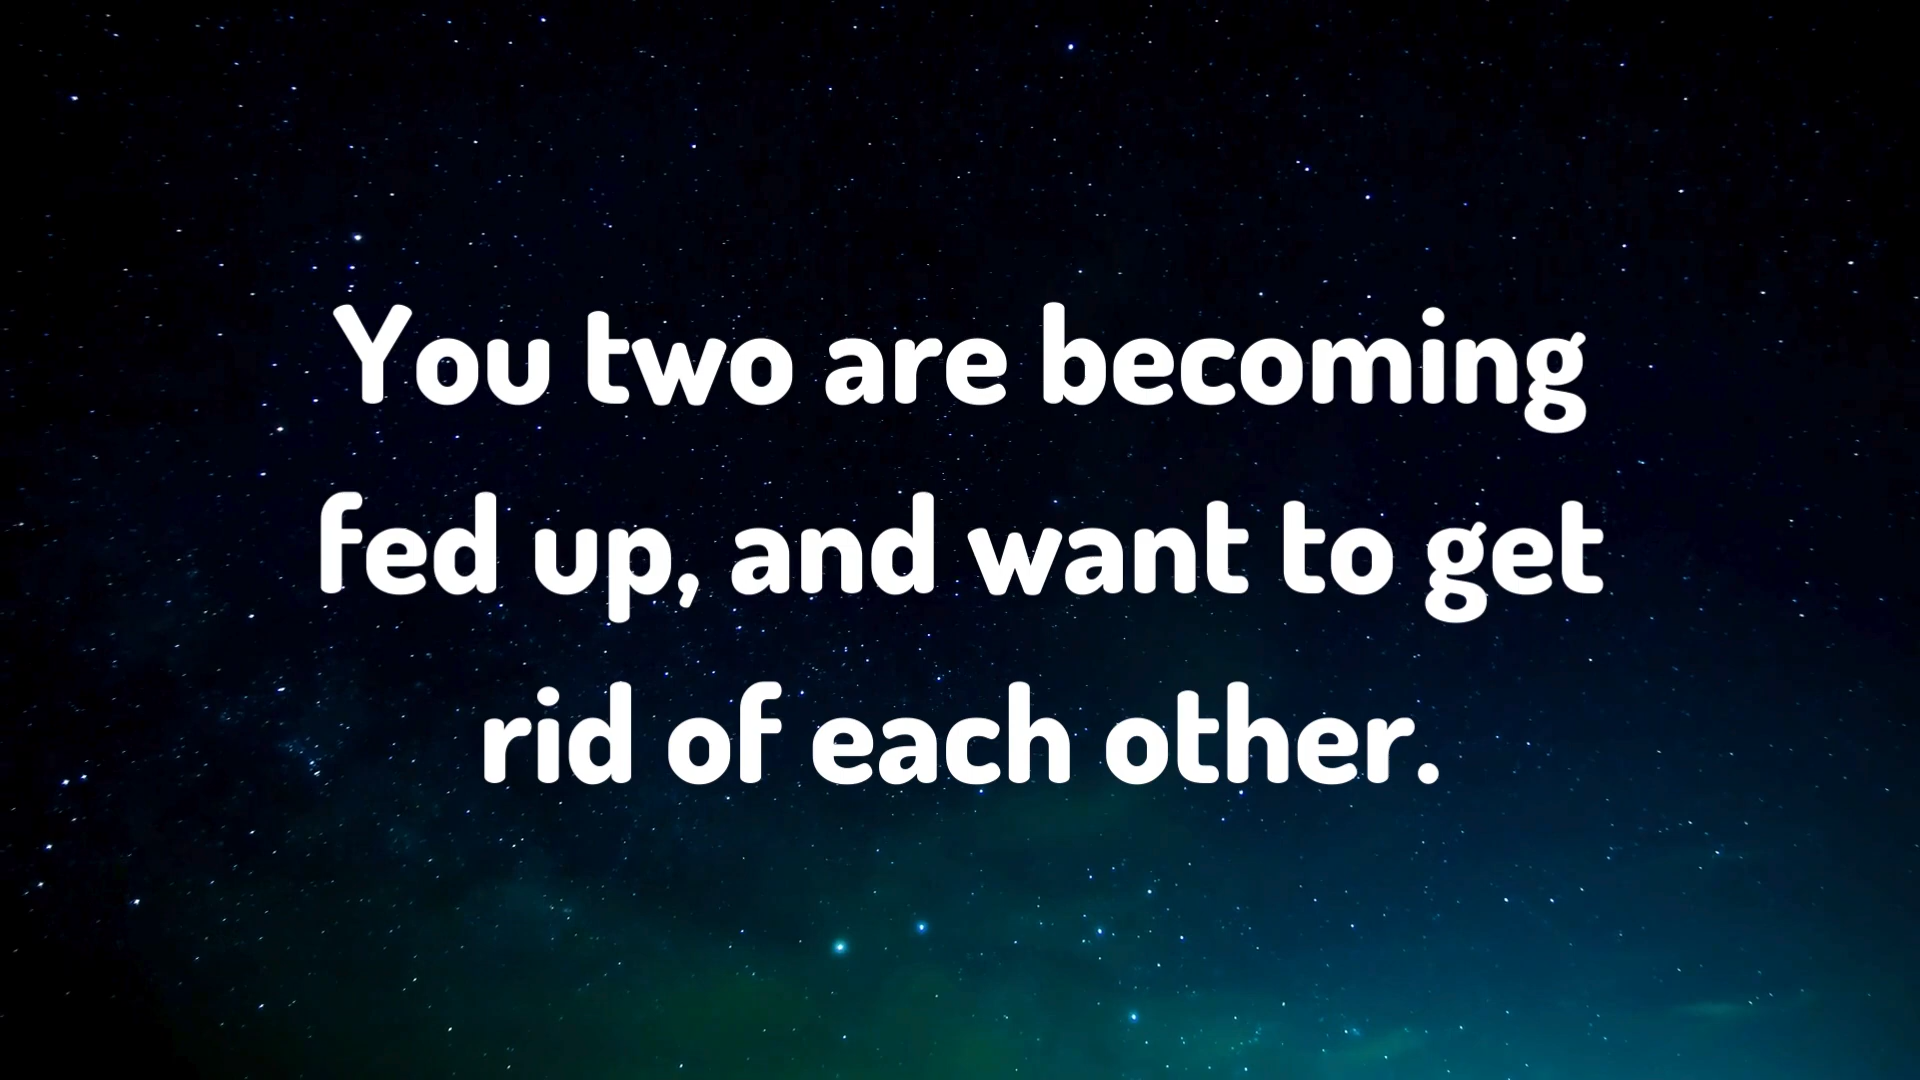 You two are becoming
fed up, and want to get
rid of each other.